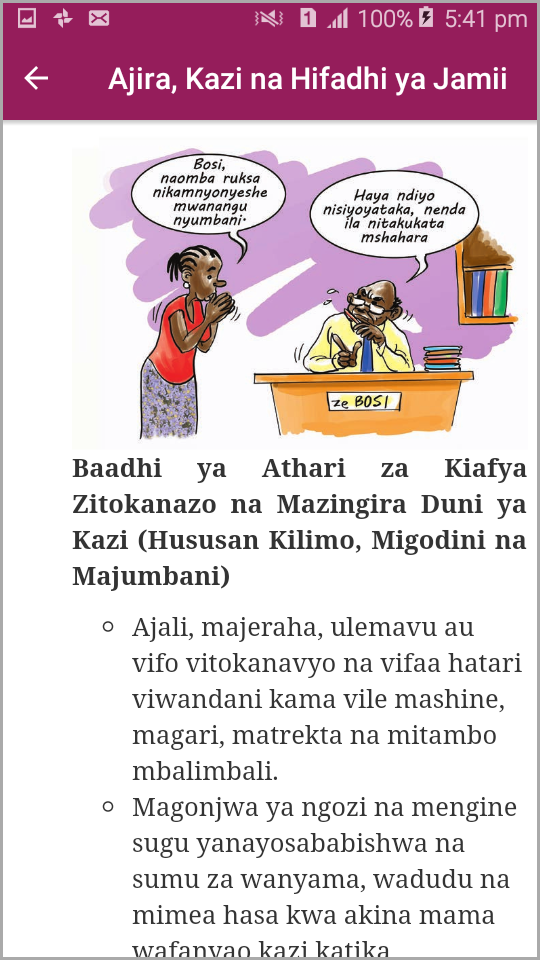 100% 5:41 pm
Ajira, Kazi na Hifadhi ya Jamii
Bosi,
naomba ruksa
nikamnyonyeshe
mwanangu
nyumbani.
Haya ndiyo
nisiyoyataka, nenda
ila nitakukata
mshahara
ze BOSI
Baadhi ya Athari za Kiafya
Zitokanazo na Mazingira Duni ya
Kazi (Hususan Kilimo, Migodini na
Majumbani)
Ajali, majeraha, ulemavu au
vifo vitokanavyo na vifaa hatari
viwandani kama vile mashine,
magari, matrekta na mitambo
mbalimbali.
Magonjwa ya ngozi na mengine
sugu yanayosababishwa na
sumu za wanyama, wadudu na
mimea hasa kwa akina mama
wafanyao kazi katika